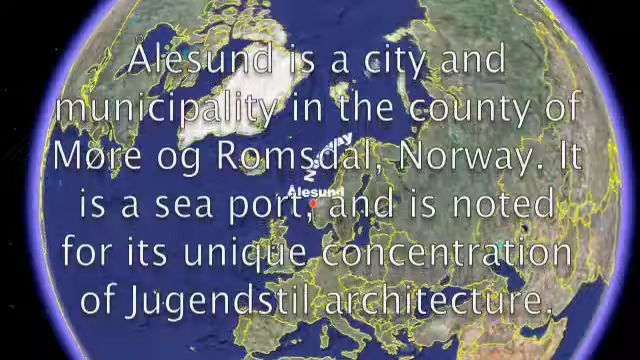 Ålesund is a city and
municipality in the county of
Møre og Romsdal, Norway. It
is a sea port, and is noted
for its unique concentration
of Jugendstil architecture.
Norway
Ålesund